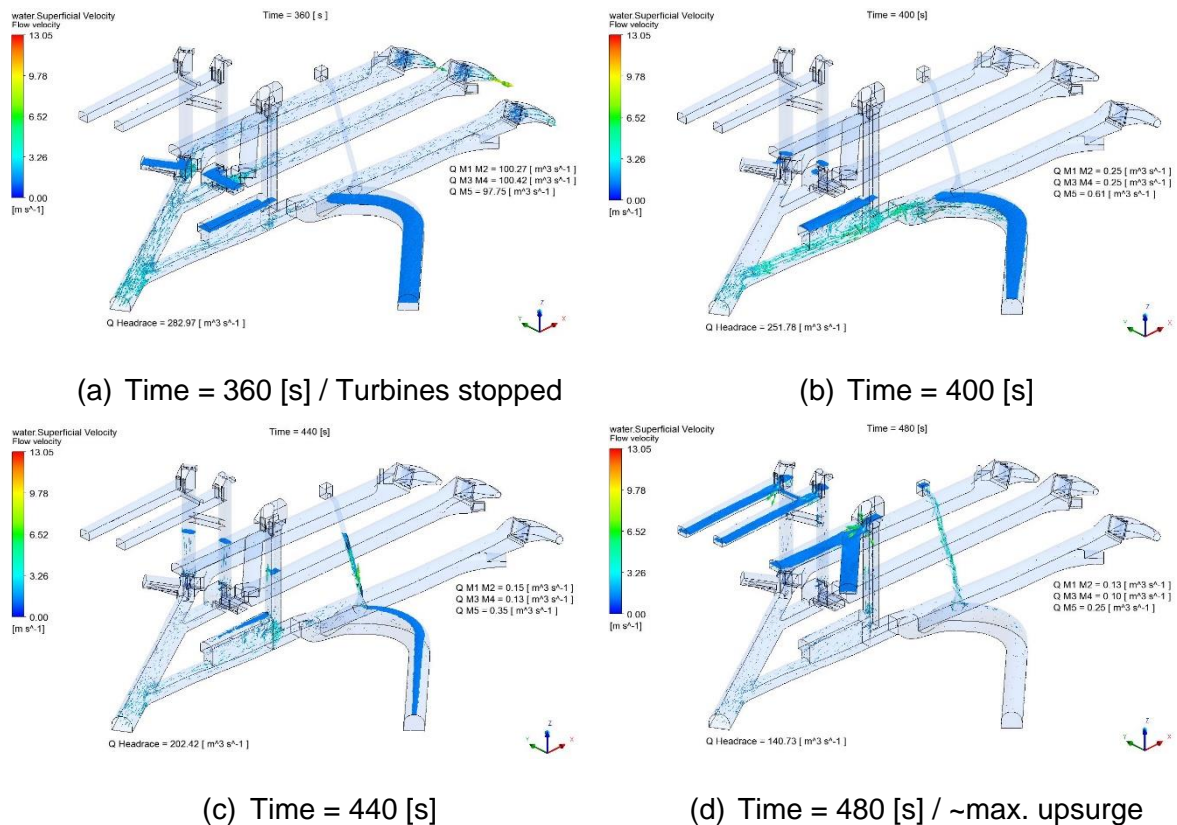 water.Superficial Velocity
Flow velocity
Time = 360 [ s ]
13.05
9.78
6.52
3.26
0.00
[m s^-1]
Q M1 M2 = 100.27 [ m^3 s^-1 ]
Q M3 M4 = 100.42 [ m^3 s^-1 ]
Q M5 = 97.75 [ m^3 s^-1 ]
Q Headrace = 282.97 [ m^3 s^-1 ]
Z
Y
X
(a) Time = 360 [s] / Turbines stopped
water.Superficial Velocity
Flow velocity
Time = 400 [s]
13.05
9.78
6.52
3.26
0.00
[m s^-1]
Q M1 M2 = 0.25 [ m^3 s^-1 ]
Q M3 M4 = 0.25 [ m^3 s^-1 ]
Q M5 = 0.61 [ m^3 s^-1 ]
Q Headrace = 251.78 [ m^3 s^-1 ]
Z
Y
X
(b) Time = 400 [s]
water.Superficial Velocity
Flow velocity
Time = 440 [s]
13.05
9.78
6.52
3.26
0.00
[m s^-1]
Q M1 M2 = 0.15 [ m^3 s^-1 ]
Q M3 M4 = 0.13 [ m^3 s^-1 ]
Q M5 = 0.35 [ m^3 s^-1 ]
Q Headrace = 202.42 [ m^3 s^-1 ]
Z
Y
X
(c) Time = 440 [s]
water.Superficial Velocity
Flow velocity
Time = 480 [s]
13.05
9.78
6.52
3.26
0.00
[m s^-1]
Q M1 M2 = 0.13 [ m^3 s^-1 ]
Q M3 M4 = 0.10 [ m^3 s^-1 ]
Q M5 = 0.25 [ m^3 s^-1 ]
Q Headrace = 140.73 [ m^3 s^-1 ]
Z
Y
X
(d) Time = 480 [s] / ~max. upsurge